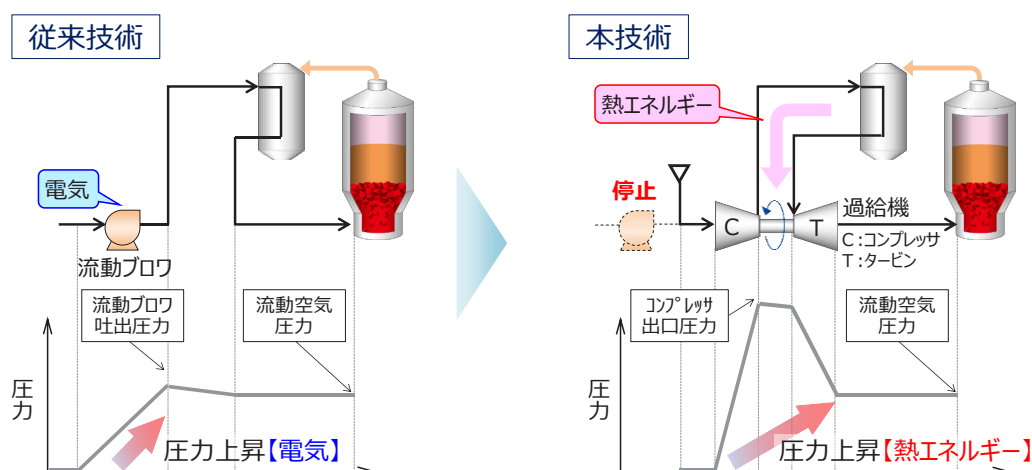 従来技術
電気
流動ブロワ
流動ブロワ
吐出圧力
流動空気
圧力
圧力
圧力上昇【電気】
本技術
熱エネルギー
停止
C
T
過給機
C：コンプレッサ
T：タービン
ｺﾝﾌﾟﾚｯｻ
出口圧力
流動空気
圧力
圧力
圧力上昇【熱エネルギー】